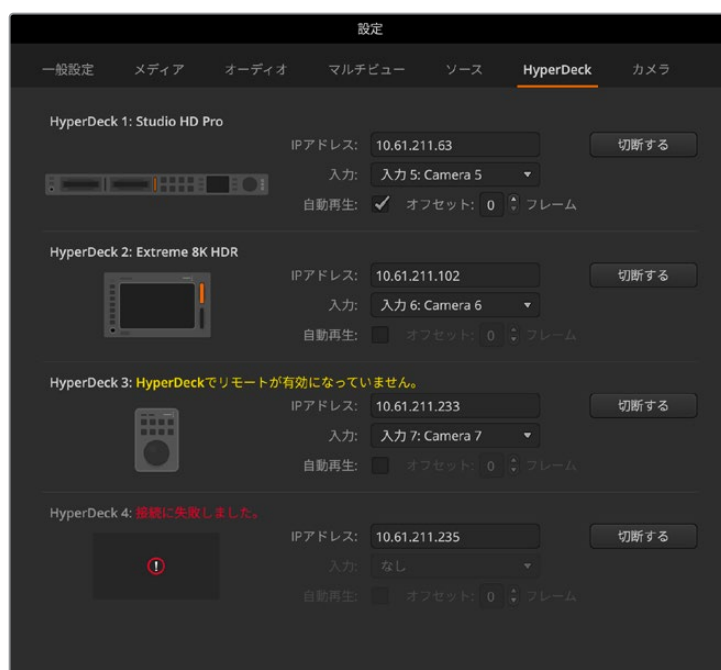 設定
一般設定 メディア オーディオ マルチビュー ソース HyperDeck カメラ
HyperDeck 1: Studio HD Pro
IPアドレス: 10.61.211.63 切断する
入力: 入力 5: Camera 5
自動再生: オフセット: 0 フレーム
HyperDeck 2: Extreme 8K HDR
IPアドレス: 10.61.211.102 切断する
入力: 入力 6: Camera 6
自動再生: オフセット: 0 フレーム
HyperDeck 3: HyperDeckでリモートが有効になっていません。
IPアドレス: 10.61.211.233 切断する
入力: 入力 7: Camera 7
自動再生: オフセット: 0 フレーム
HyperDeck 4: 接続に失敗しました。
IPアドレス: 10.61.211.235 切断する
入力: なし
自動再生: オフセット: 0 フレーム